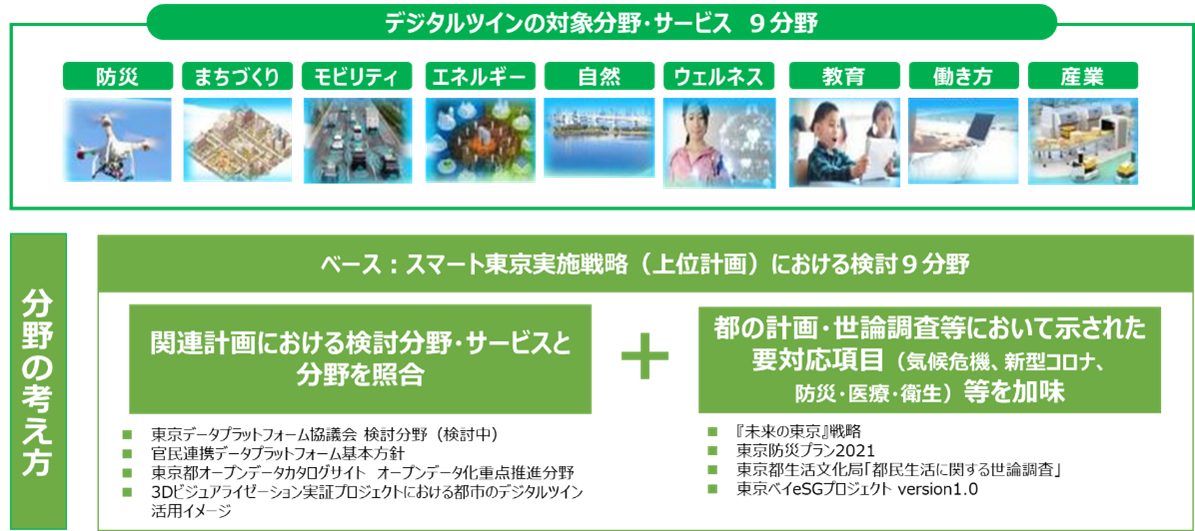 デジタルツインの対象分野・サービス 9分野
防災
まちづくり
モビリティ
エネルギー
自然
ウェルネス
教育
働き方
産業
分野の考え方
ベース：スマート東京実施戦略（上位計画）における検討９分野
関連計画における検討分野・サービスと
分野を照合
＋
都の計画・世論調査等において示された
要対応項目（気候危機、新型コロナ、
防災・医療・衛生）等を加味
■ 東京データプラットフォーム協議会 検討分野（検討中）
■ 官民連携データプラットフォーム基本方針
■ 東京都オープンデータカタログサイト オープンデータ化重点推進分野
■ 3Dビジュアライゼーション実証プロジェクトにおける都市のデジタルツイン
活用イメージ
■ 『未来の東京』戦略
■ 東京防災プラン2021
■ 東京都生活文化局「都民生活に関する世論調査」
■ 東京ベイeSGプロジェクト version1.0